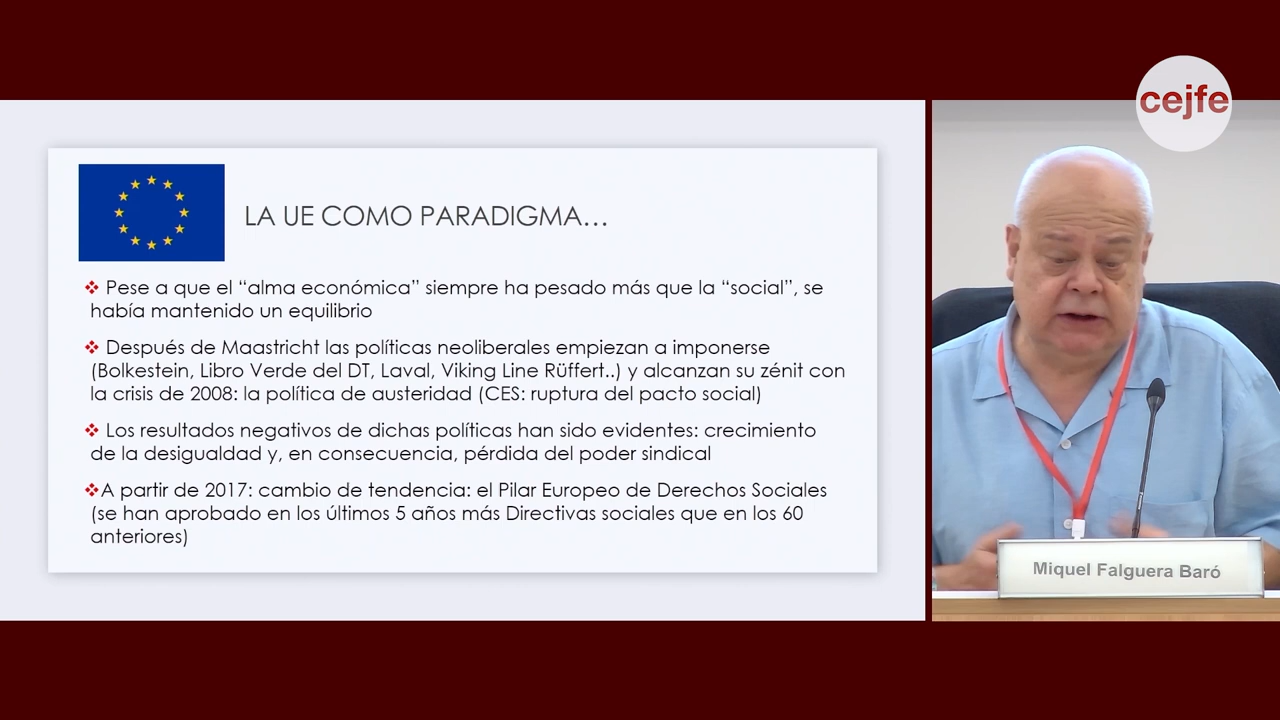 cejfe
LA UE COMO PARADIGMA...
❖ Pese a que el “alma económica” siempre ha pesado más que la “social”, se
había mantenido un equilibrio
❖ Después de Maastricht las políticas neoliberales empiezan a imponerse
(Bolkestein, Libro Verde del DT, Laval, Viking Line Rüffert..) y alcanzan su zénit con
la crisis de 2008: la política de austeridad (CES: ruptura del pacto social)
❖ Los resultados negativos de dichas políticas han sido evidentes: crecimiento
de la desigualdad y, en consecuencia, pérdida del poder sindical
❖A partir de 2017: cambio de tendencia: el Pilar Europeo de Derechos Sociales
(se han aprobado en los últimos 5 años más Directivas sociales que en los 60
anteriores)
Miquel Falguera Baró